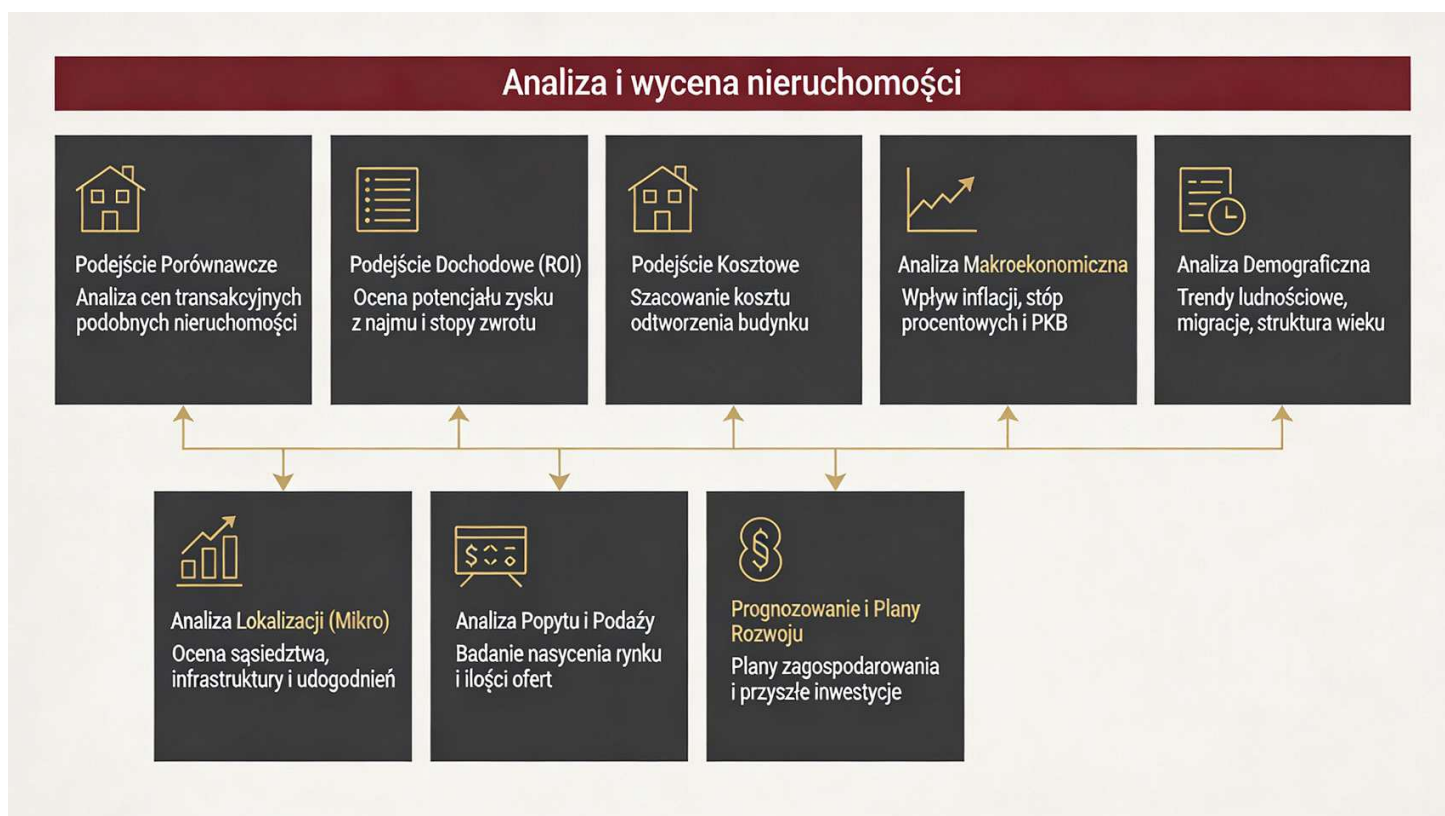 Analiza i wycena nieruchomości
Podejście Porównawcze
Analiza cen transakcyjnych
podobnych nieruchomości
Podejście Dochodowe (ROI)
Ocena potencjału zysku
z najmu i stopy zwrotu
Podejście Kosztowe
Szacowanie kosztu
odtworzenia budynku
Analiza Makroekonomiczna
Wpływ inflacji, stóp
procentowych i PKB
Analiza Demograficzna
Trendy ludnościowe,
migracje, struktura wieku
Analiza Lokalizacji (Mikro)
Ocena sąsiedztwa,
infrastruktury i udogodnień
Analiza Popytu i Podaży
Badanie nasycenia rynku
i ilości ofert
Prognozowanie i Plany
Rozwoju
Plany zagospodarowania
i przyszłe inwestycje